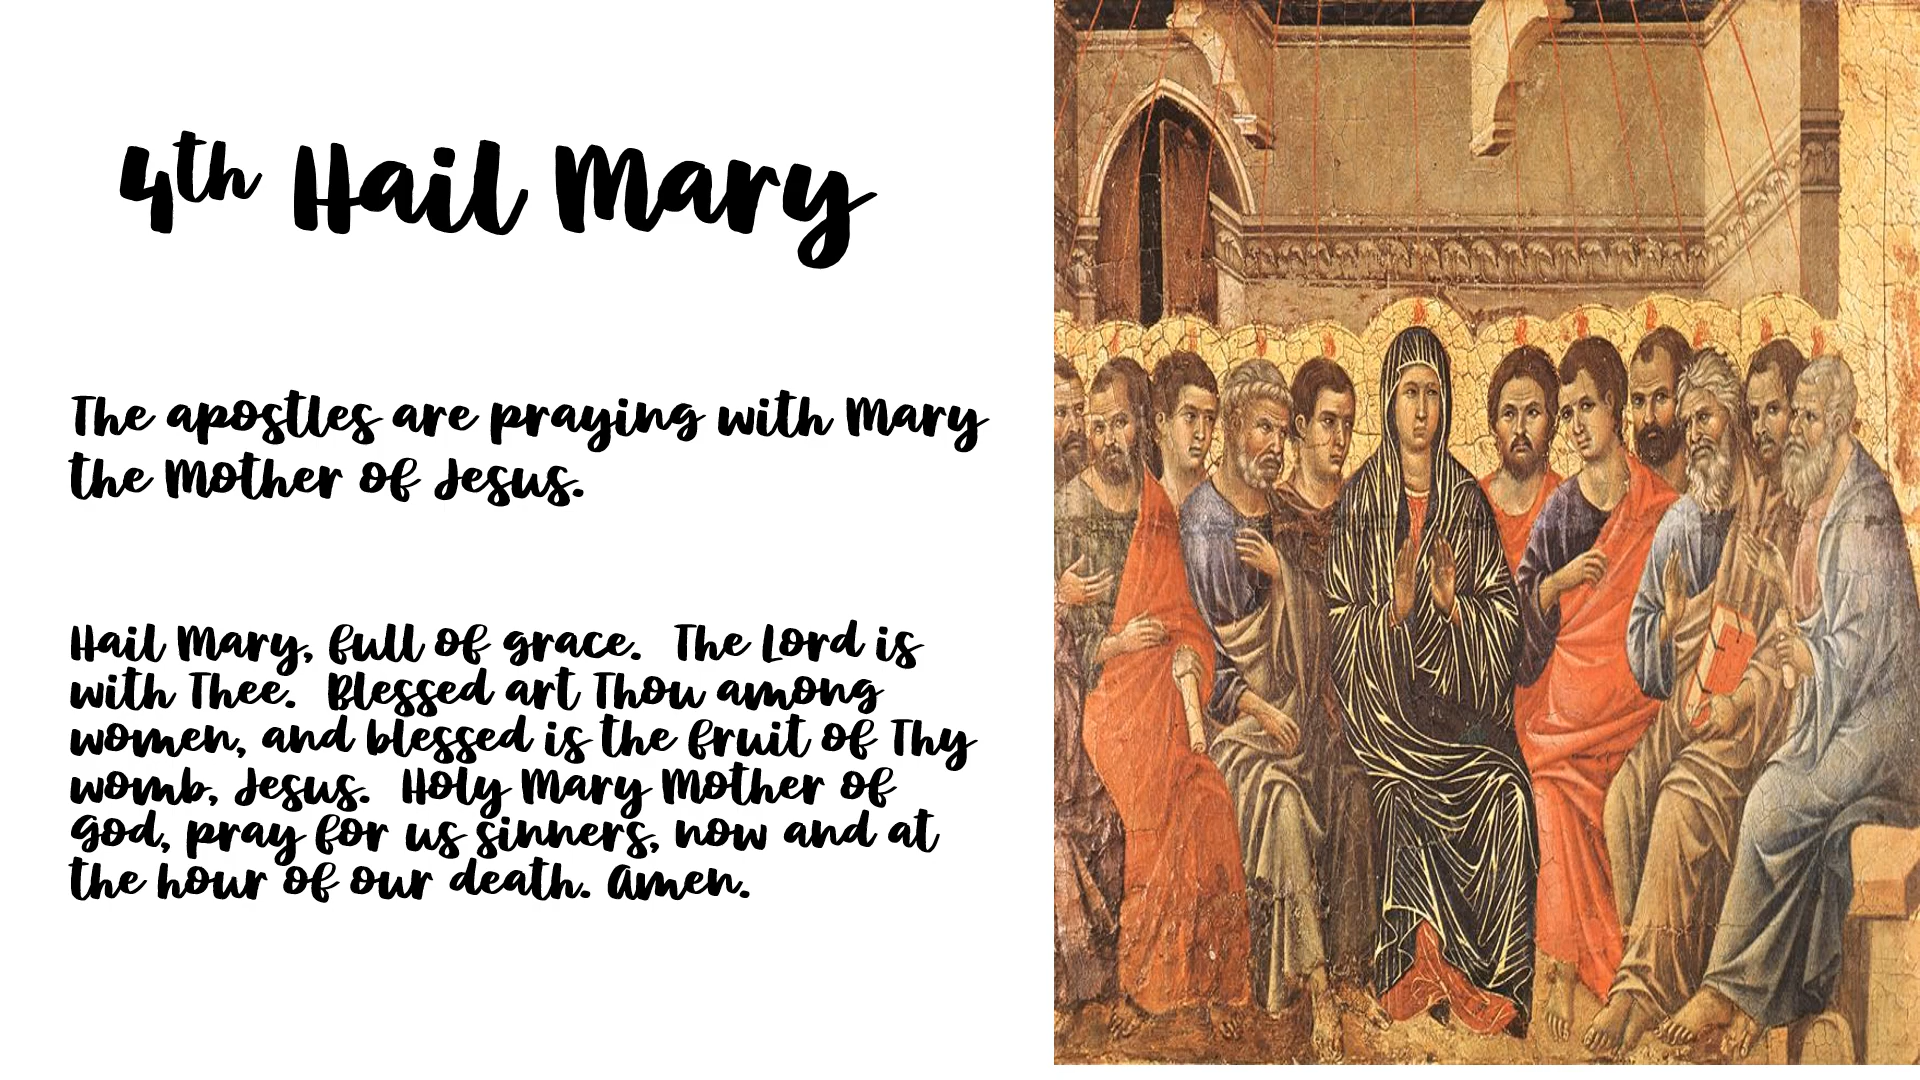 4th Hail Mary
The apostles are praying with Mary
the Mother of Jesus.
Hail Mary, full of grace. The Lord is
with Thee. Blessed art Thou among
women, and blessed is the fruit of Thy
womb, Jesus. Holy Mary Mother of
God, pray for us sinners, now and at
the hour of our death. Amen.